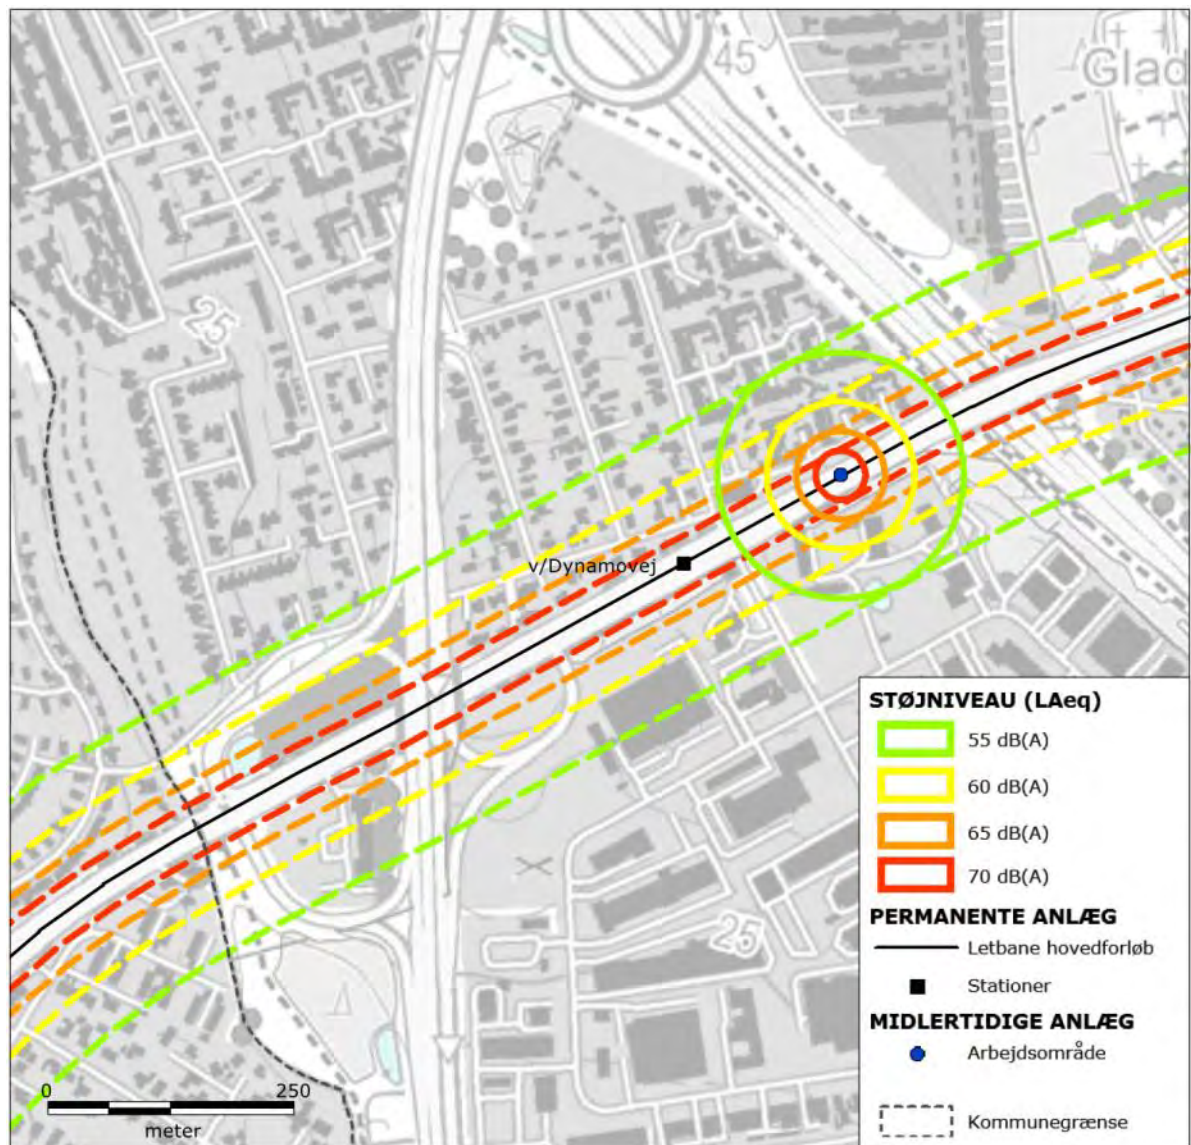 45
Glad
25
v/Dynamovej
25
STØJNIVEAU (LAeq)
55 dB(A)
60 dB(A)
65 dB(A)
70 dB(A)
PERMANENTE ANLÆG
Letbane hovedforløb
Stationer
MIDLERTIDIGE ANLÆG
Arbejdsområde
Kommunegrænse
0 250
meter